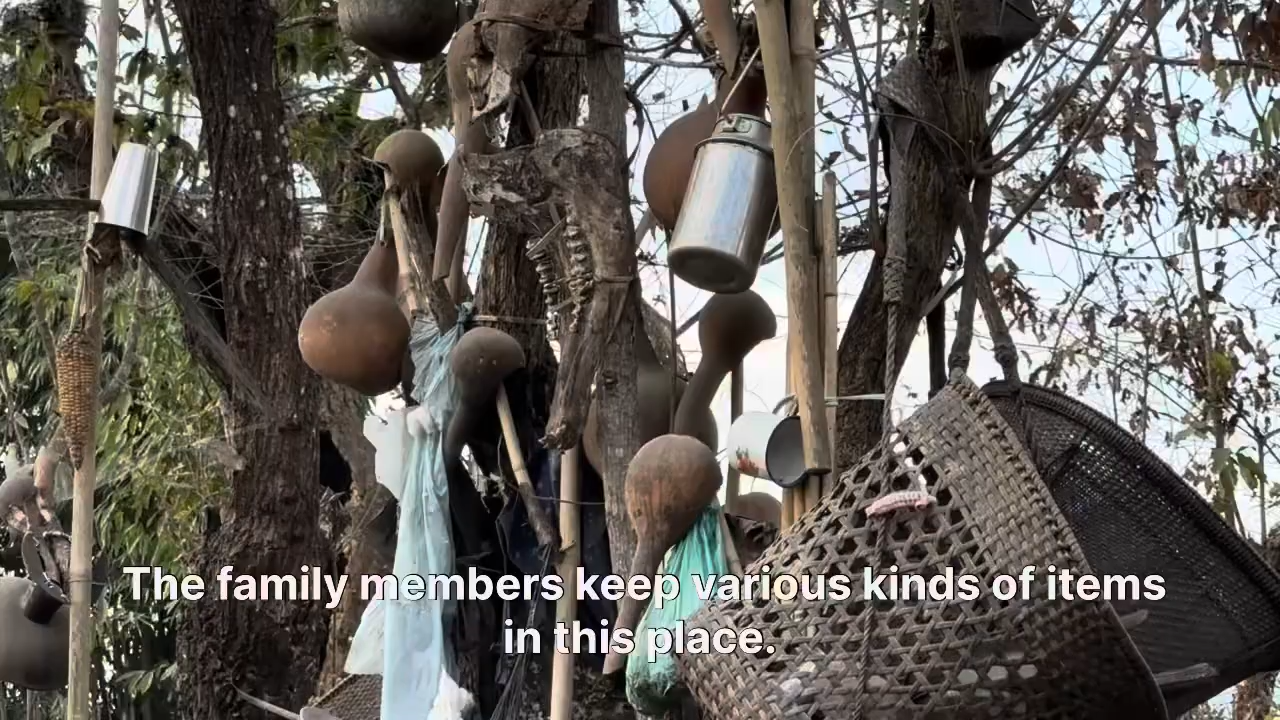 The family members keep various kinds of items
in this place.